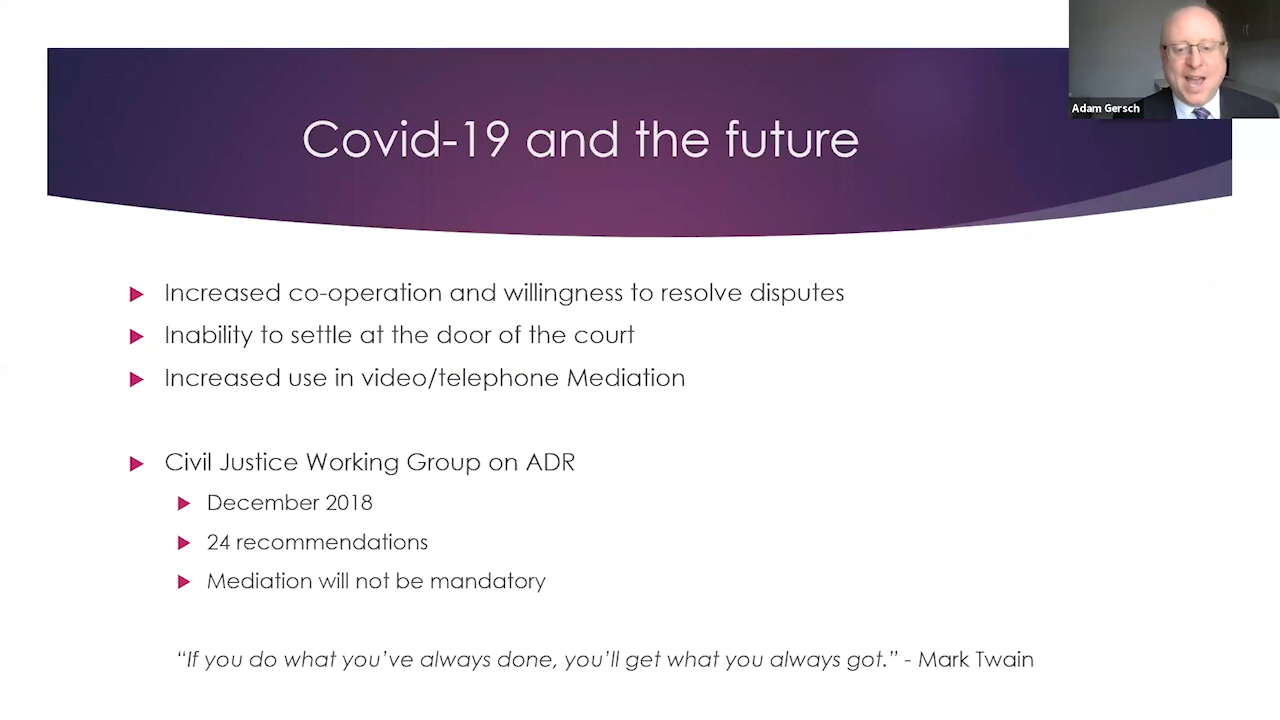 Adam Gersch
Covid-19 and the future
Increased co-operation and willingness to resolve disputes
Inability to settle at the door of the court
Increased use in video/telephone Mediation
Civil Justice Working Group on ADR
December 2018
24 recommendations
Mediation will not be mandatory
“If you do what you’ve always done, you’ll get what you always got.” - Mark Twain